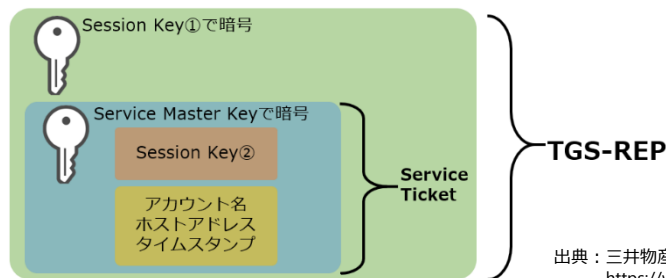 Session Key①で暗号
Service Master Keyで暗号
Session Key②
アカウント名
ホストアドレス
タイムスタンプ
Service
Ticket
TGS-REP
出典：三井物産